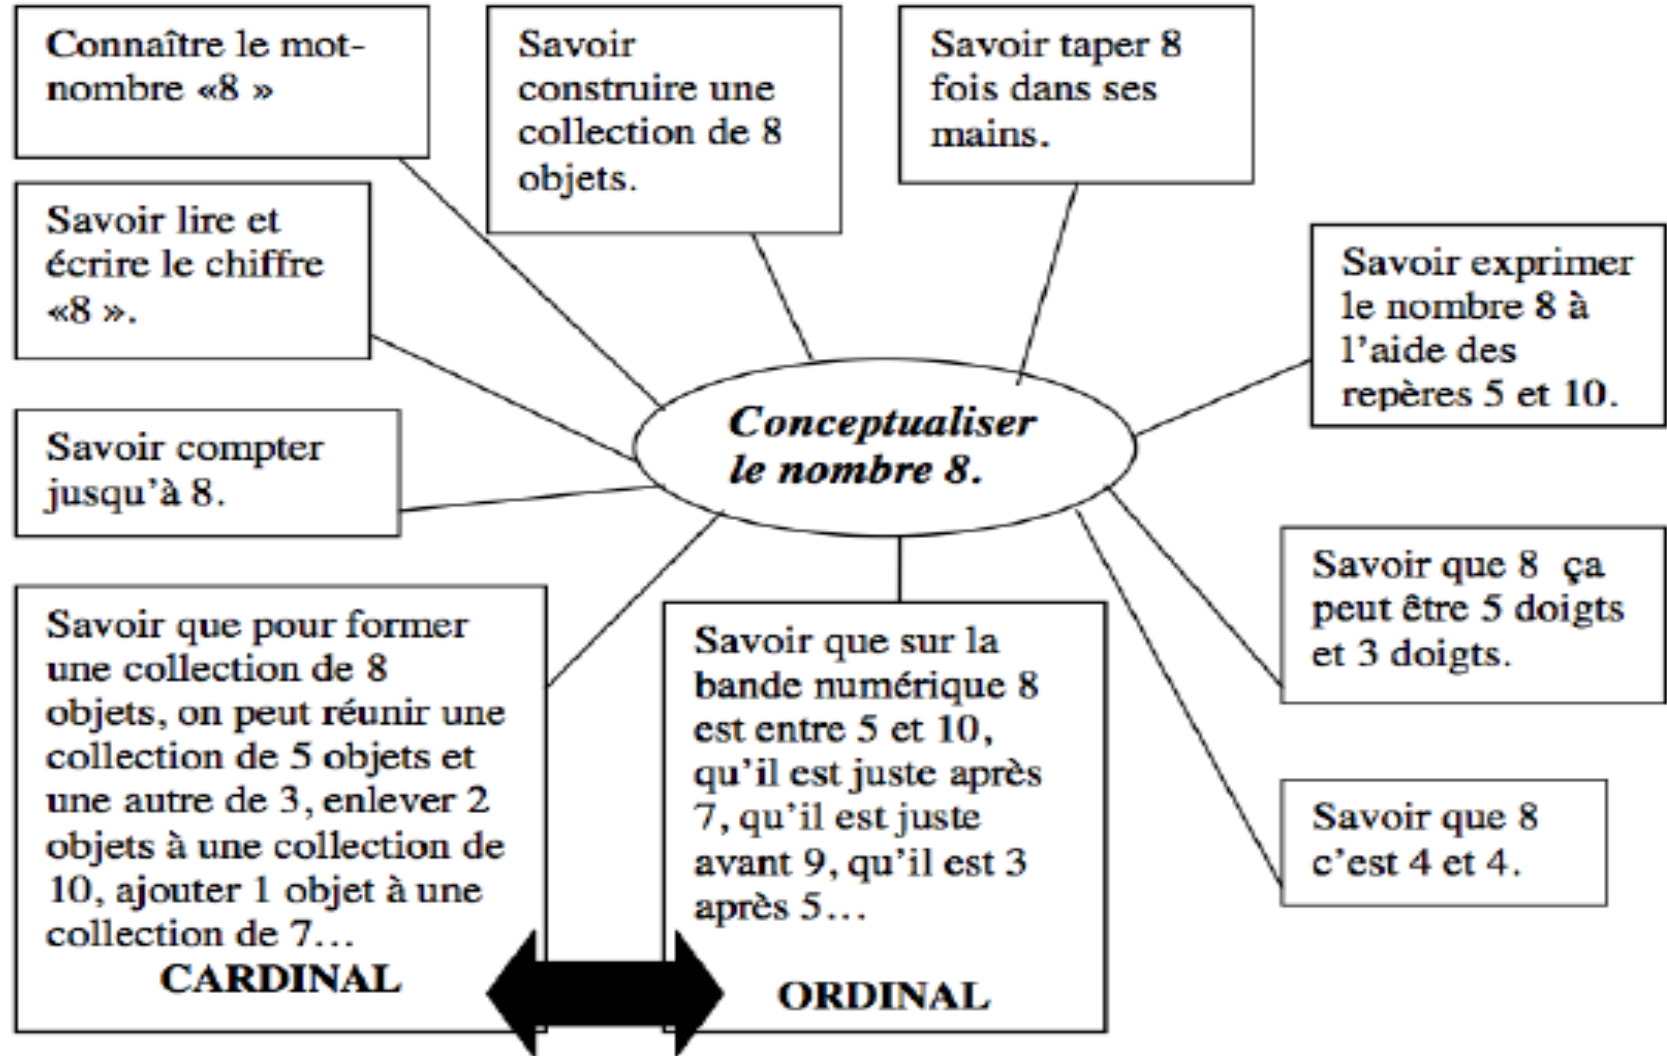 Connaître le mot-
nombre «8 »
Savoir
construire une
collection de 8
objets.
Savoir taper 8
fois dans ses
mains.
Savoir lire et
écrire le chiffre
«8 ».
Savoir exprimer
le nombre 8 à
l’aide des
repères 5 et 10.
Conceptualiser
le nombre 8.
Savoir compter
jusqu’à 8.
Savoir que 8  ça
peut être 5 doigts
et 3 doigts.
Savoir que pour former
une collection de 8
objets, on peut réunir une
collection de 5 objets et
une autre de 3, enlever 2
objets à une collection de
10, ajouter 1 objet à une
collection de 7…
CARDINAL
Savoir que sur la
bande numérique 8
est entre 5 et 10,
qu’il est juste après
7, qu’il est juste
avant 9, qu’il est 3
après 5…
ORDINAL
Savoir que 8
c’est 4 et 4.